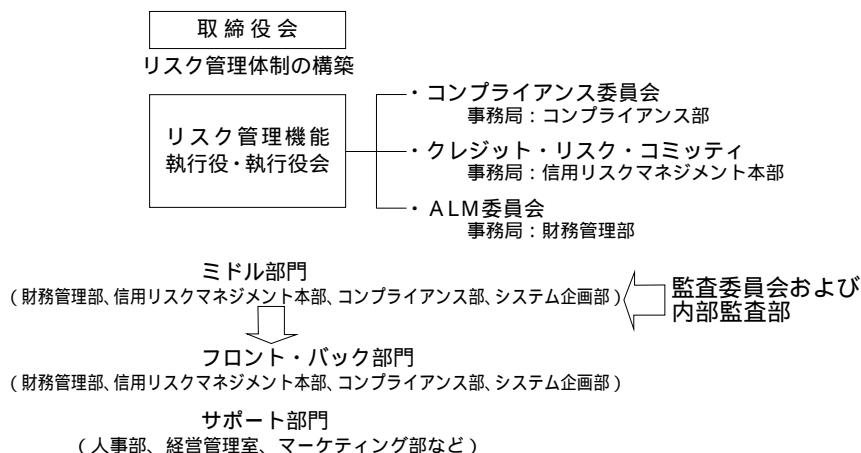 取締役会
リスク管理体制の構築
リスク管理機能
執行役・執行役会
・コンプライアンス委員会
事務局：コンプライアンス部
・クレジット・リスク・コミッティ
事務局：信用リスクマネジメント本部
・ALM委員会
事務局：財務管理部
ミドル部門
（財務管理部、信用リスクマネジメント本部、コンプライアンス部、システム企画部）
監査委員会および
内部監査部
フロント・バック部門
（財務管理部、信用リスクマネジメント本部、コンプライアンス部、システム企画部）
サポート部門
（人事部、経営管理室、マーケティング部など）